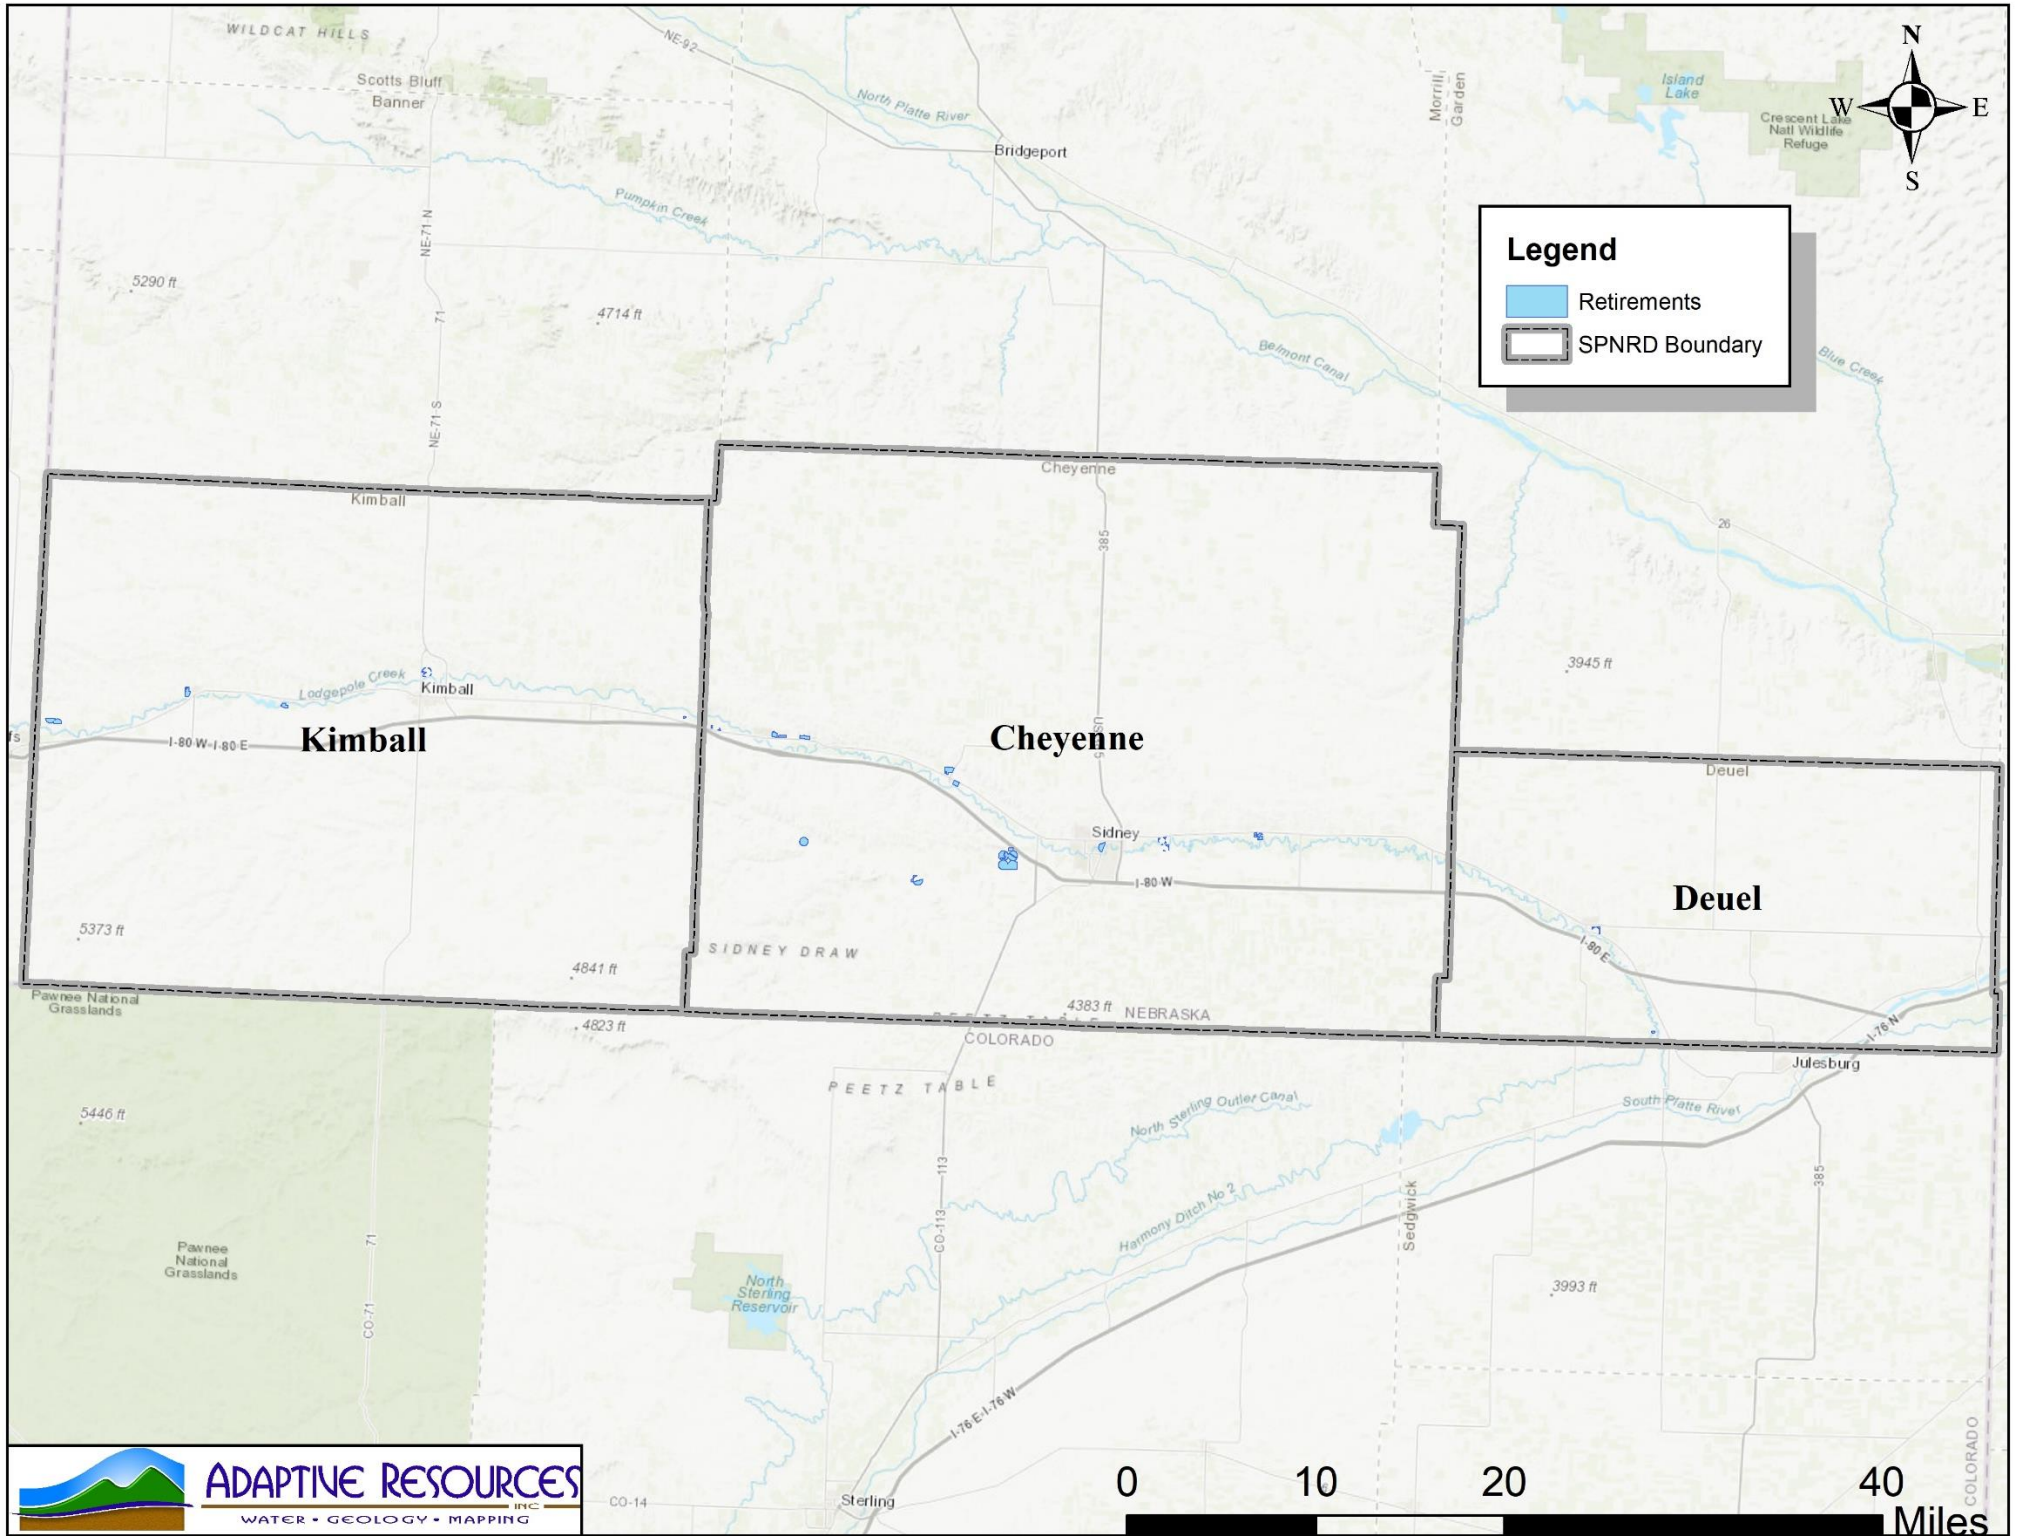 WILDCAT HILLS
Scotts Bluff
Banner
NE-92
North Platte River
Bridgeport
Morrill
Garden
Island
Lake
Crescent Lake
Natl Wildlife
Refuge
N
W
E
S
Pumpkin Creek
NE-71-N
5290 ft
4714 ft
71
NE-71-S
Belmont Canal
Blue Creek
Legend
Retirements
SPNRD Boundary
Kimball
Cheyenne
385
26
3945 ft
Lodgepole Creek
Kimball
I-80 W-I-80 E
Kimball
Cheyenne
Deuel
Sidney
I-80 W
Deuel
I-80 E
5373 ft
4841 ft
SIDNEY DRAW
4383 ft
NEBRASKA
COLORADO
Pawnee National
Grasslands
4823 ft
I-76 N
Julesburg
PEETZ TABLE
5446 ft
North Sterling Outler Canal
South Platte River
113
385
Harmony Ditch No 2
Sedgwick
CO-113
71
Pawnee
National
Grasslands
North
Sterling
Reservoir
3993 ft
CO-71
I-76 E-I-76 W
COLORADO
ADAPTIVE RESOURCES
INC
WATER • GEOLOGY • MAPPING
CO-14
Sterling
0
10
20
40
Miles